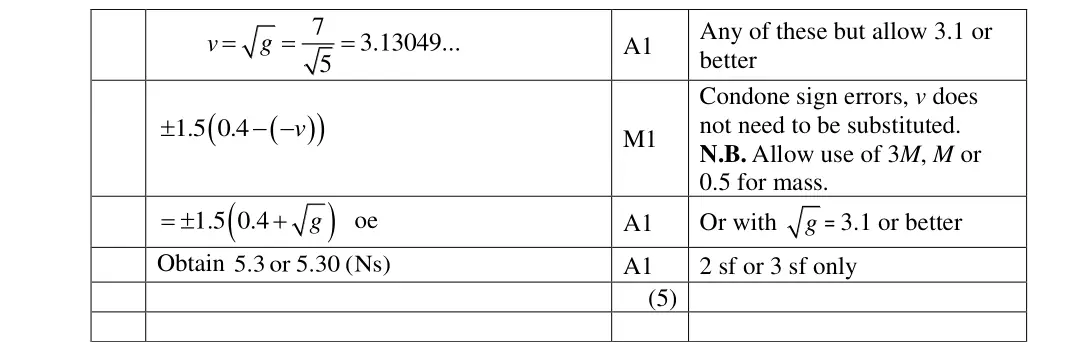 v = √g = 7/√5 = 3.13049...
A1
Any of these but allow 3.1 or
better
±1.5(0.4−(−v))
M1
Condone sign errors, v does
not need to be substituted.
N.B. Allow use of 3M, M or
0.5 for mass.
= ±1.5(0.4+√g) oe
A1
Or with √g = 3.1 or better
Obtain 5.3 or 5.30 (Ns)
A1
2 sf or 3 sf only
(5)